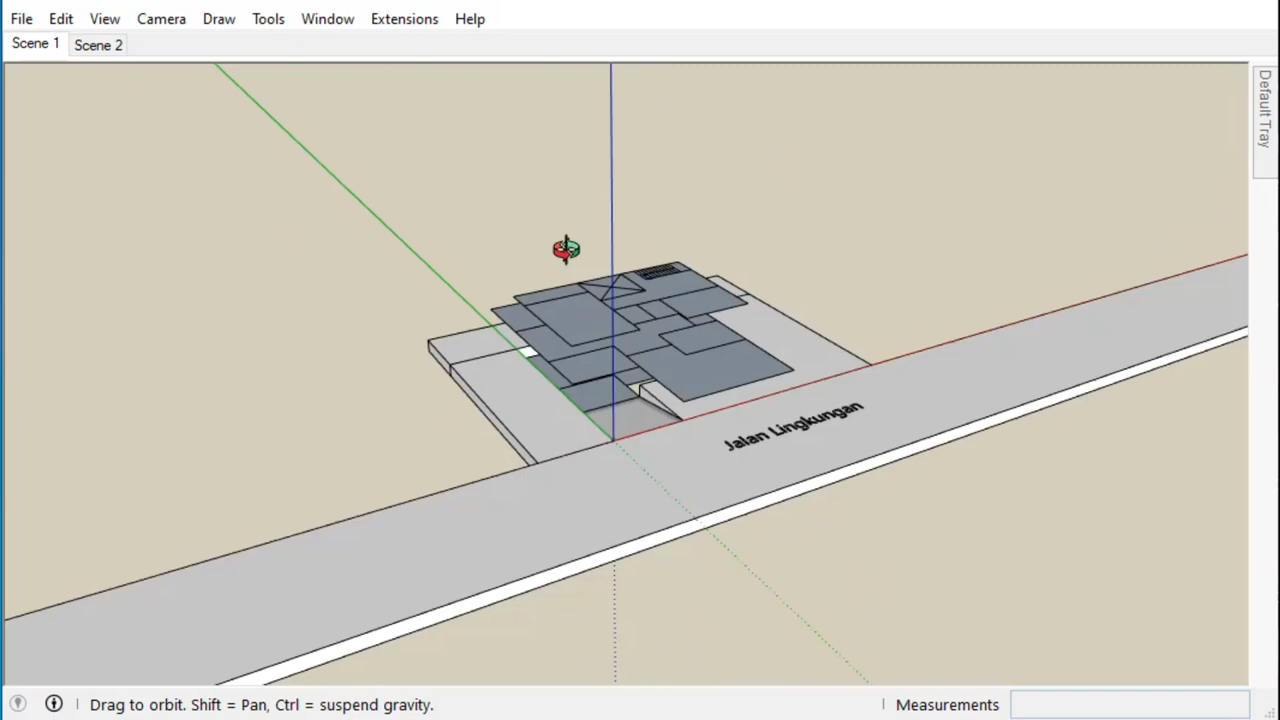 File Edit View Camera Draw Tools Window Extensions Help
Scene 1 Scene 2
Default Tray
Jalan Lingkungan
Drag to orbit. Shift = Pan, Ctrl = suspend gravity. Measurements